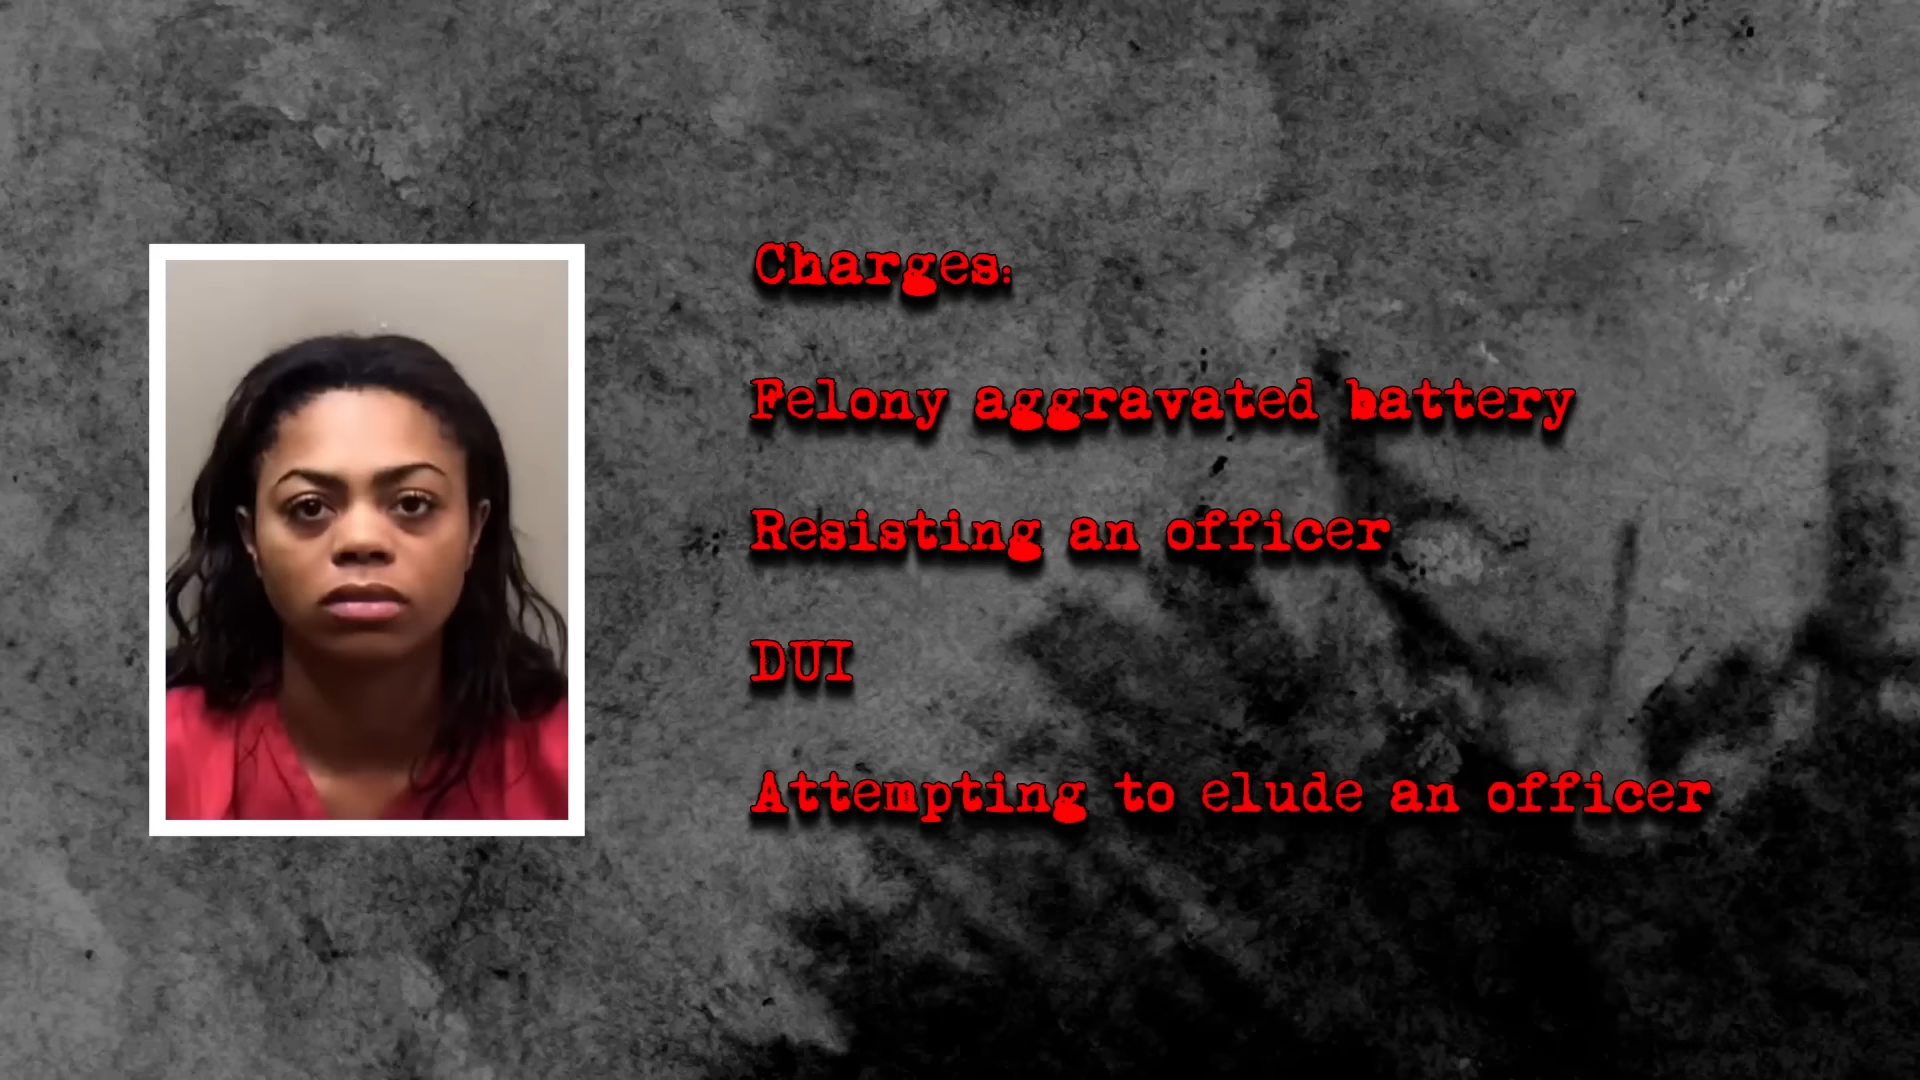 Charges:
Felony aggravated battery
Resisting an officer
DUI
Attempting to elude an officer